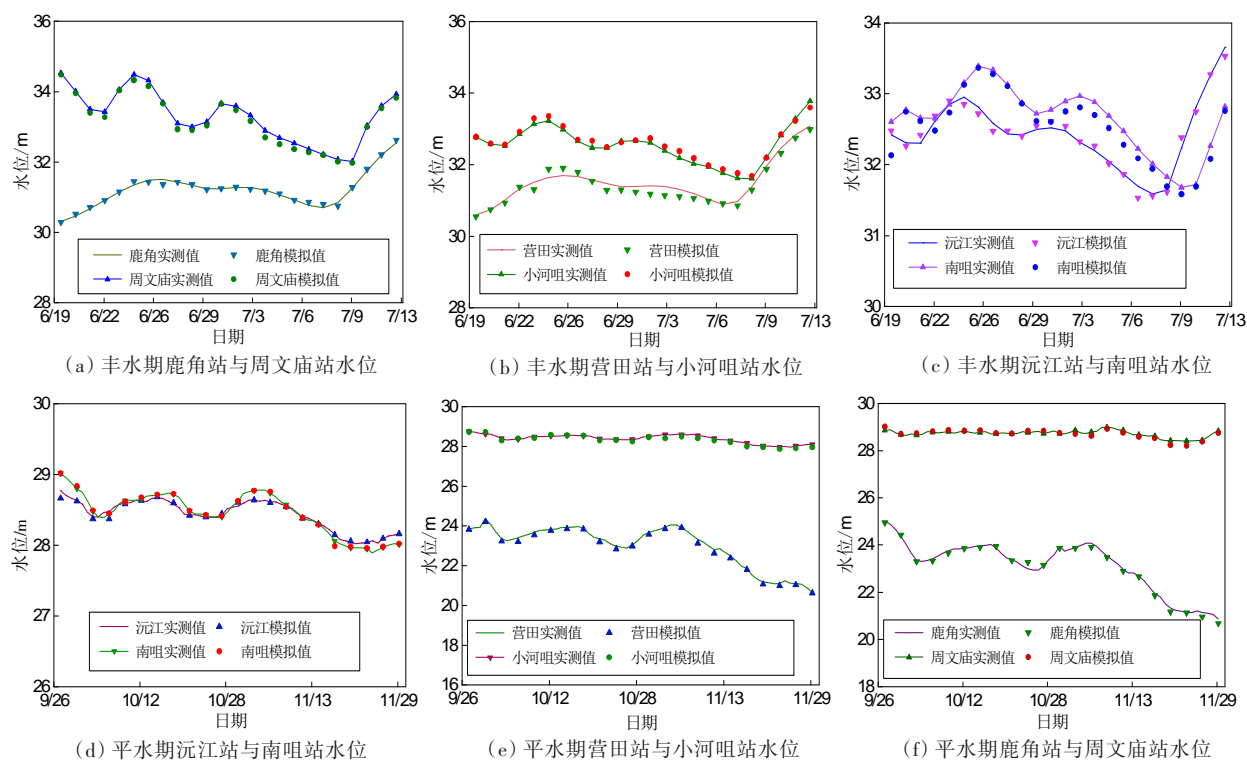 36
34
32
30
28
水位/m
鹿角实测值
鹿角模拟值
周文庙实测值
周文庙模拟值
6/19
6/22
6/26
6/29
7/3
7/9
7/13
日期
(a)丰水期鹿角站与周文庙站水位
36
34
32
30
28
水位/m
营田实测值
营田模拟值
小河咀实测值
小河咀模拟值
6/19
6/22
6/26
6/29
7/3
7/9
7/13
日期
(b)丰水期营田站与小河咀站水位
34
33
32
31
30
水位/m
沅江实测值
沅江模拟值
南咀实测值
南咀模拟值
6/19
6/22
6/26
6/29
7/3
7/9
7/13
日期
(c)丰水期沅江站与南咀站水位
30
29
28
27
26
水位/m
沅江实测值
沅江模拟值
南咀实测值
南咀模拟值
9/26
10/12
10/28
11/13
11/29
日期
(d)平水期沅江站与南咀站水位
30
28
26
24
22
20
18
16
水位/m
营田实测值
营田模拟值
小河咀实测值
小河咀模拟值
9/26
10/12
10/28
11/13
11/29
日期
(e)平水期营田站与小河咀站水位
30
28
26
24
22
20
18
水位/m
鹿角实测值
鹿角模拟值
周文庙实测值
周文庙模拟值
9/26
10/12
10/28
11/13
11/29
日期
(f)平水期鹿角站与周文庙站水位